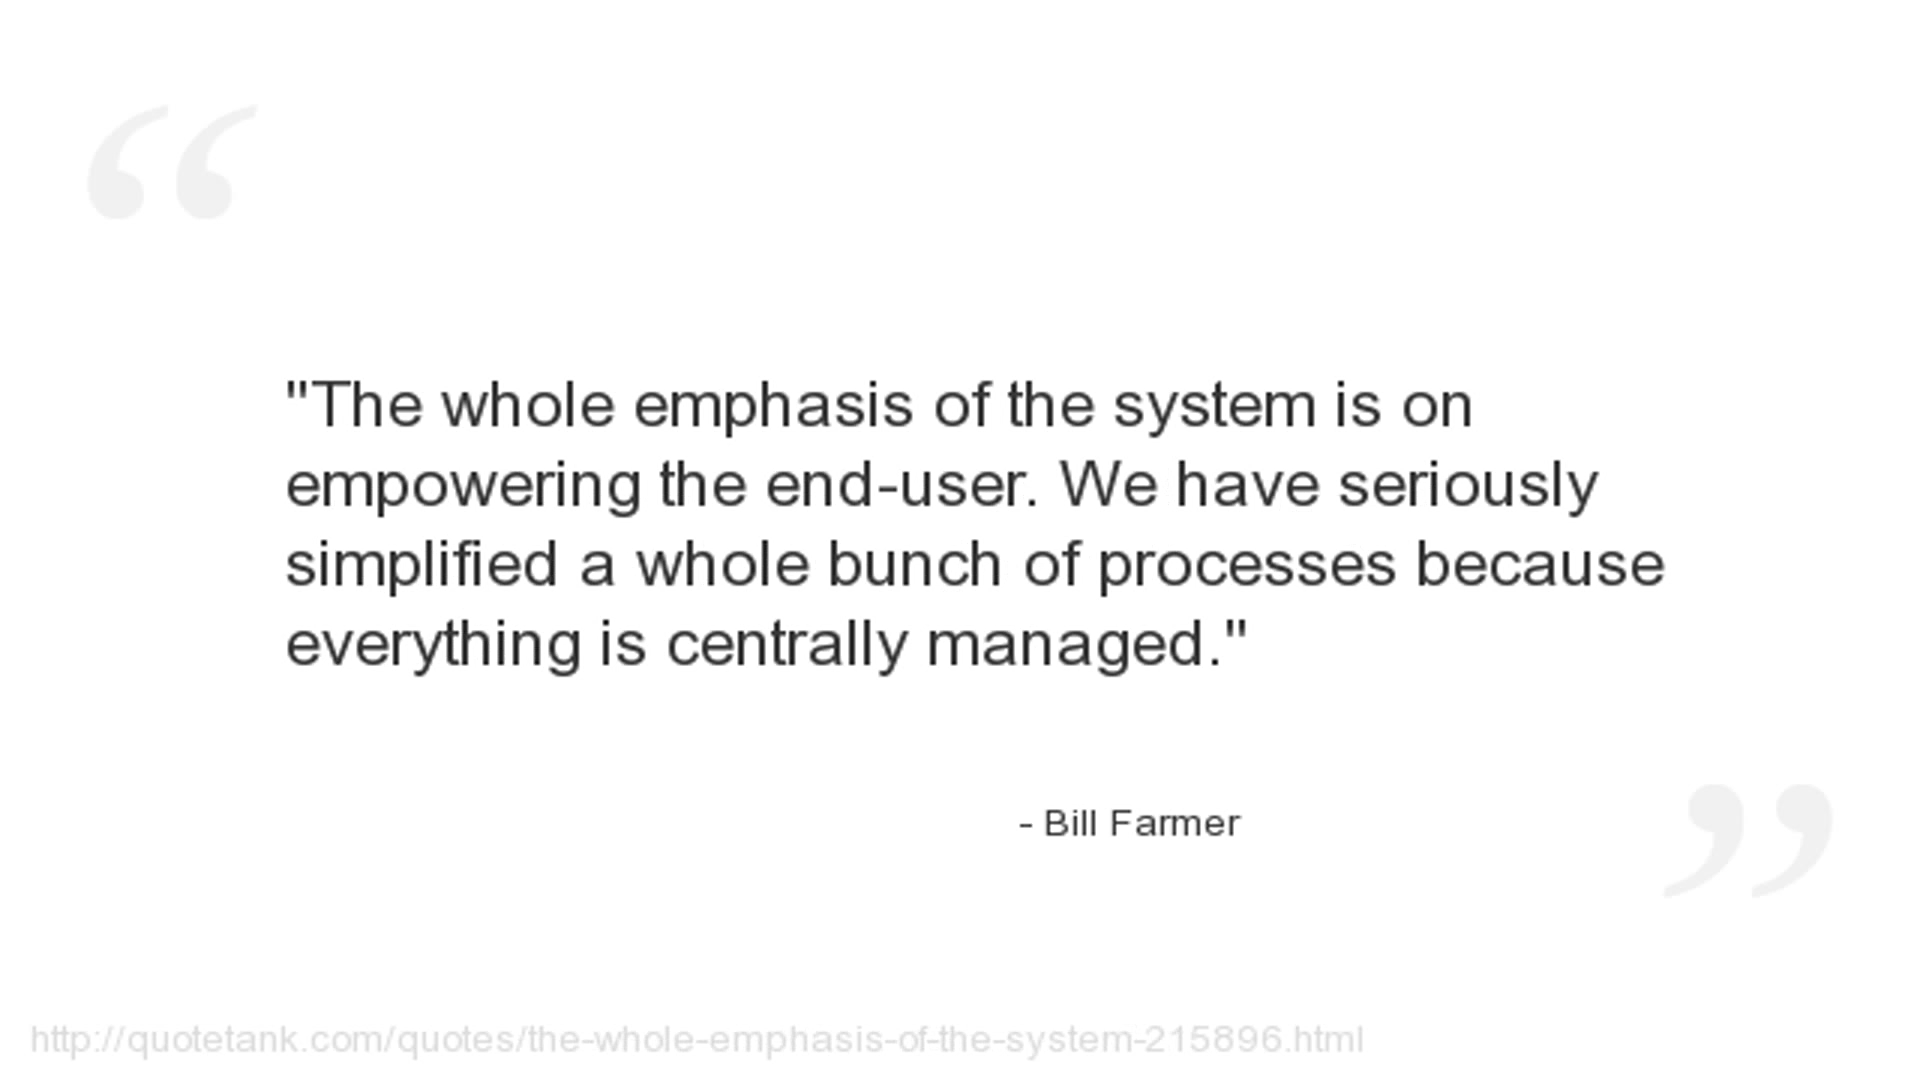 "The whole emphasis of the system is on
empowering the end-user. We have seriously
simplified a whole bunch of processes because
everything is centrally managed."
- Bill Farmer
http://quotetank.com/quotes/the-whole-emphasis-of-the-system-215896.html